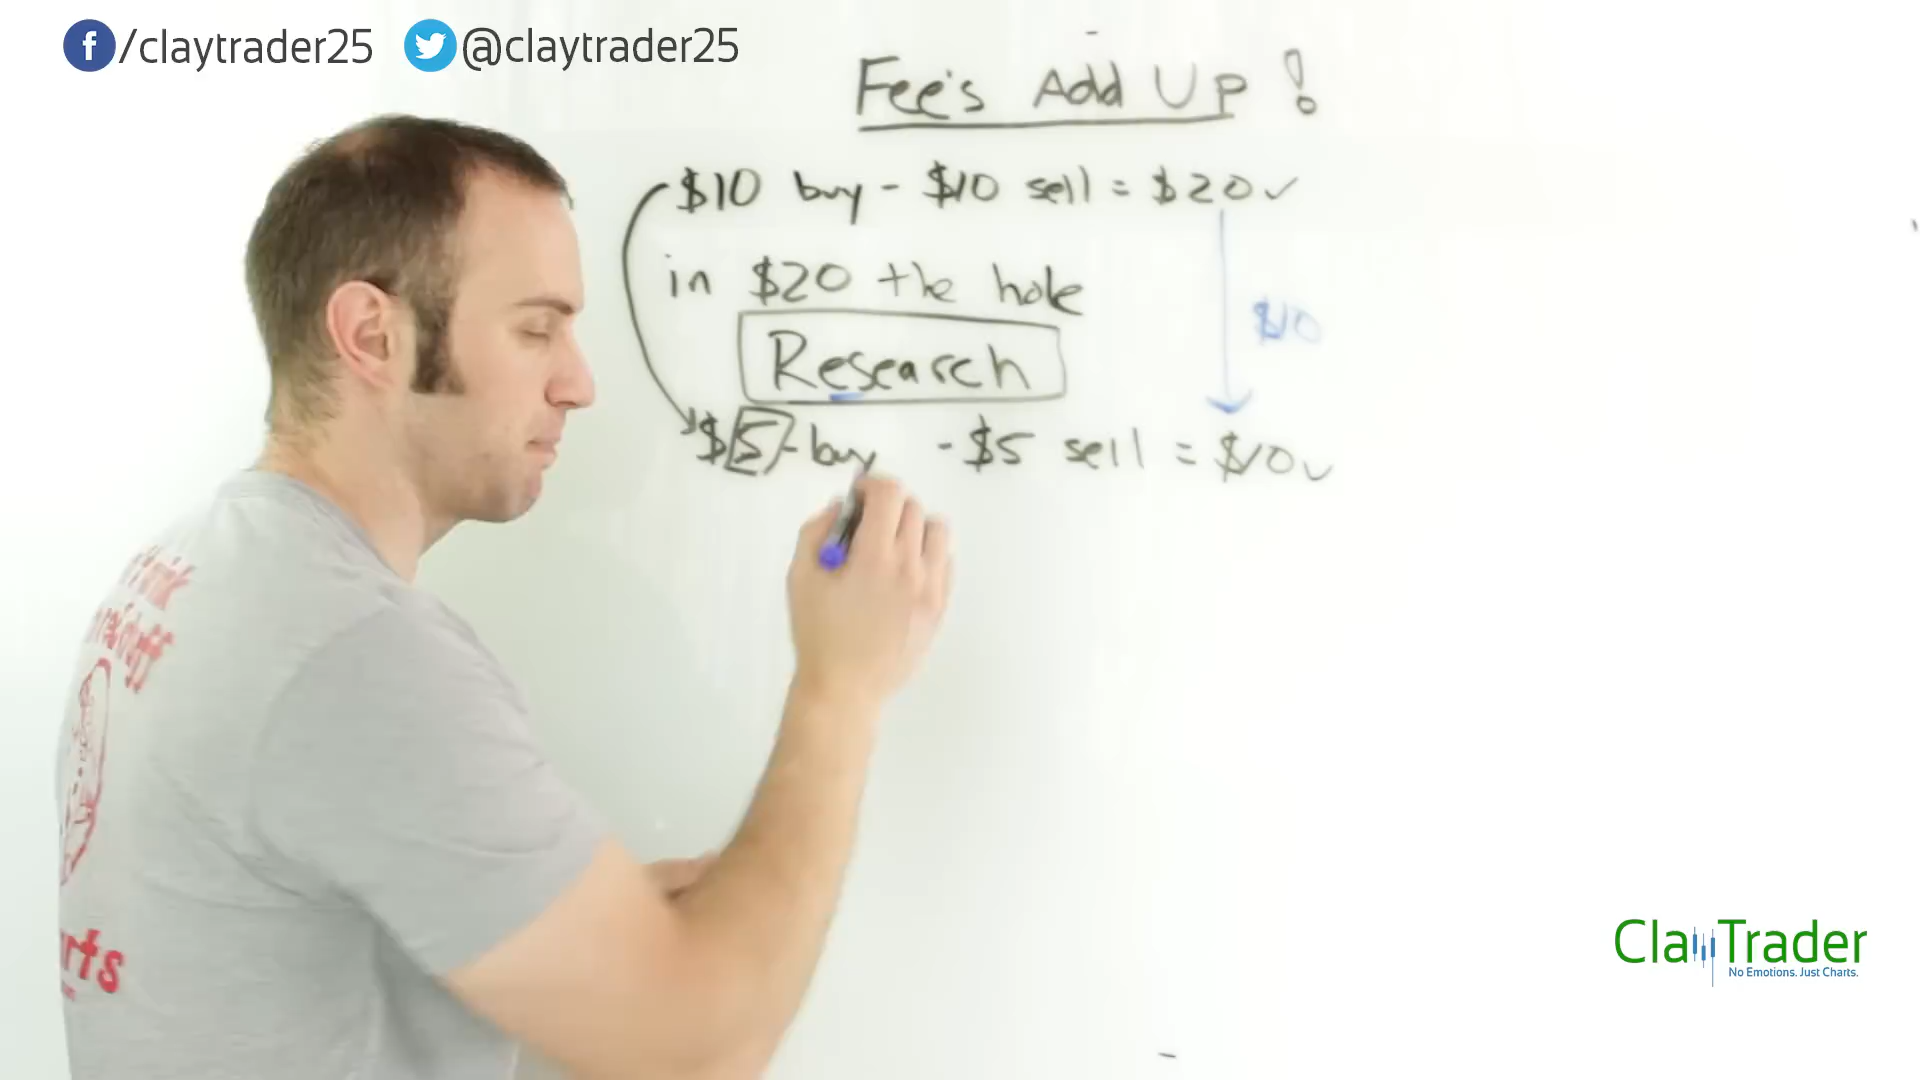 /claytrader25 @claytrader25
Fee's Add Up !
$10 buy - $10 sell = $20
in $20 the hole
$10
Research
$5 - buy - $5 sell = $10
ClayTrader
No Emotions. Just Charts.